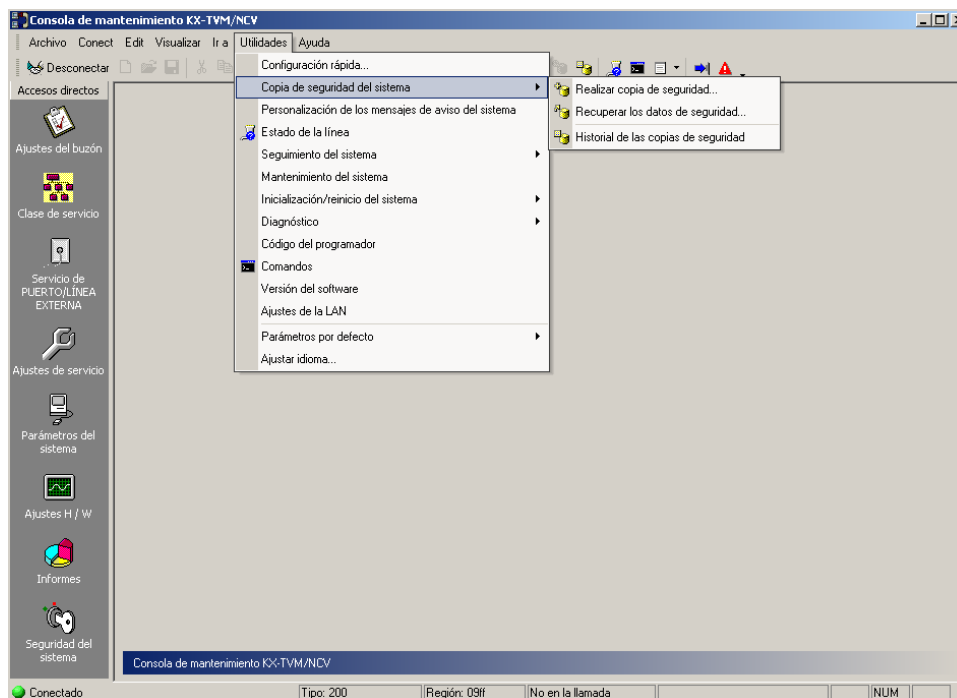 Consola de mantenimiento KX-TVM/NCV
Archivo Conect Edit Visualizar Ir a Utilidades Ayuda
Desconectar
Accesos directos
Ajustes del buzón
Clase de servicio
Servicio de
PUERTO/LÍNEA
EXTERNA
Ajustes de servicio
Parámetros del
sistema
Ajustes H / W
Informes
Seguridad del
sistema
Configuración rápida...
Copia de seguridad del sistema
Personalización de los mensajes de aviso del sistema
Estado de la línea
Seguimiento del sistema
Mantenimiento del sistema
Inicialización/reinicio del sistema
Diagnóstico
Código del programador
Comandos
Versión del software
Ajustes de la LAN
Parámetros por defecto
Ajustar idioma...
Realizar copia de seguridad...
Recuperar los datos de seguridad...
Historial de las copias de seguridad
Consola de mantenimiento KX-TVM/NCV
Conectado Tipo: 200 Región: 09ff No en la llamada NUM